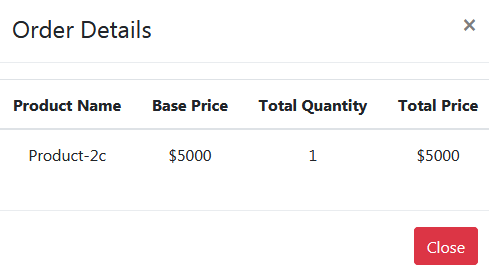 Order Details ×
Product Name Base Price Total Quantity Total Price
Product-2c $5000 1 $5000
Close